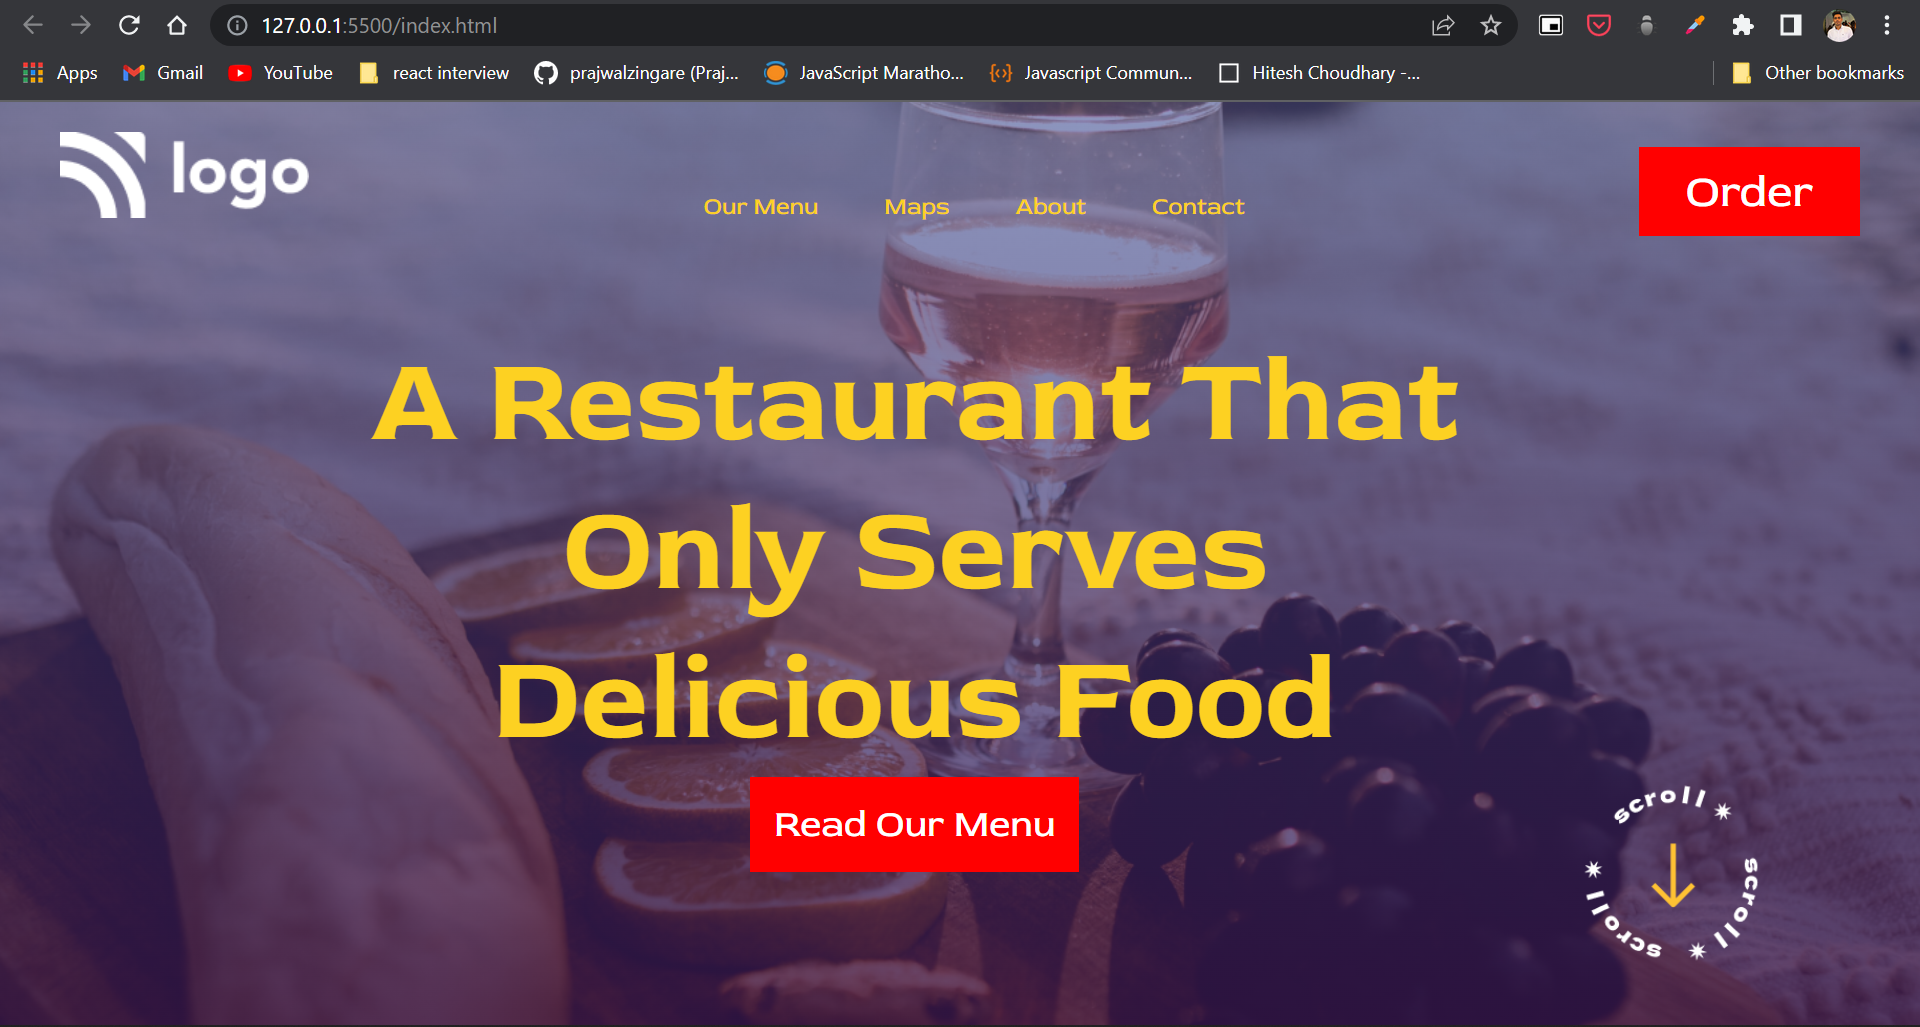 127.0.0.1:5500/index.html
Apps Gmail YouTube react interview prajwalzingare (Praj... JavaScript Maratho... Javascript Commun... Hitesh Choudhary -... Other bookmarks
logo
Our Menu Maps About Contact
Order
A Restaurant That
Only Serves
Delicious Food
Read Our Menu
scroll * scroll * scroll *